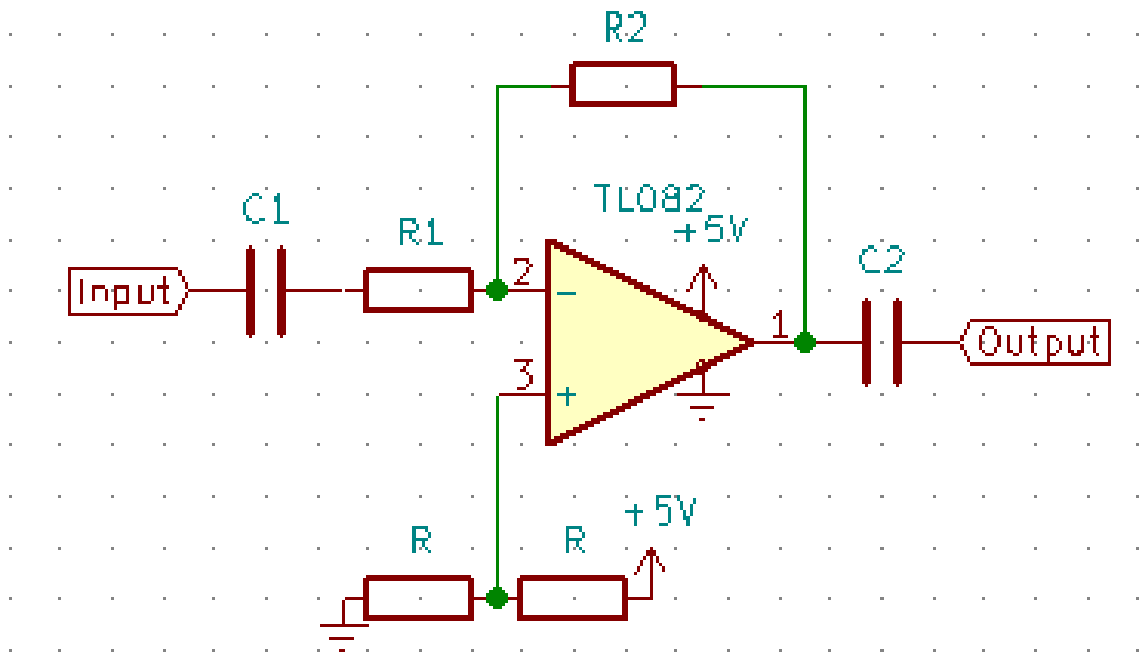 R2
TL082
+5V
C1
R1
C2
2
−
Input
1
Output
3
+
+5V
R
R